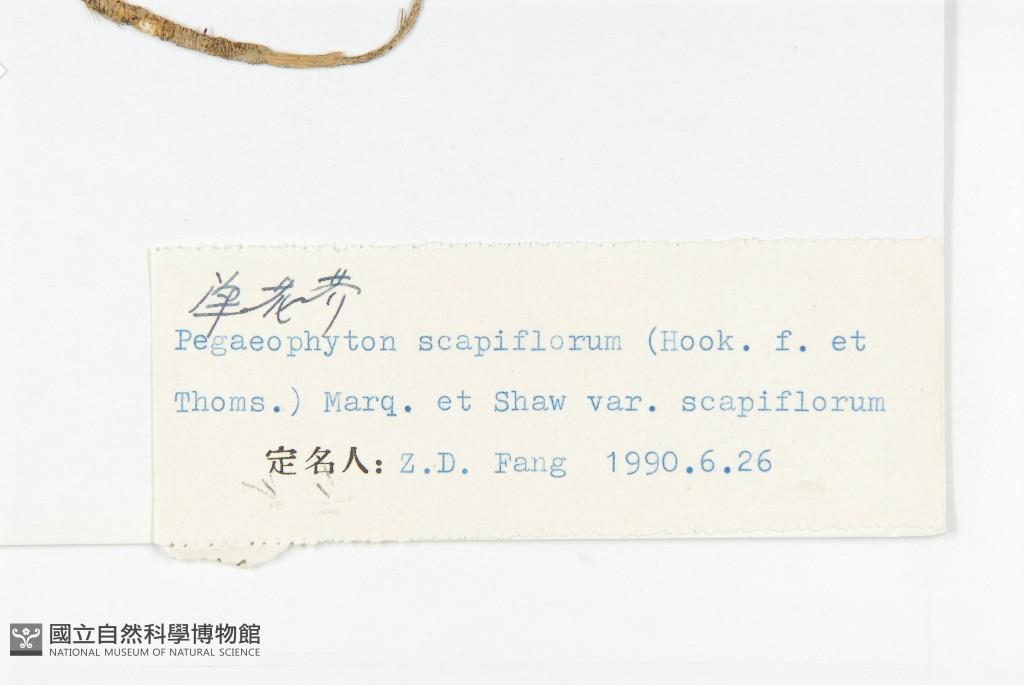 单花荠
Pegaeophyton scapiflorum (Hook. f. et
Thoms.) Marq. et Shaw var. scapiflorum
定名人: Z.D. Fang 1990.6.26
國立自然科學博物館
NATIONAL MUSEUM OF NATURAL SCIENCE